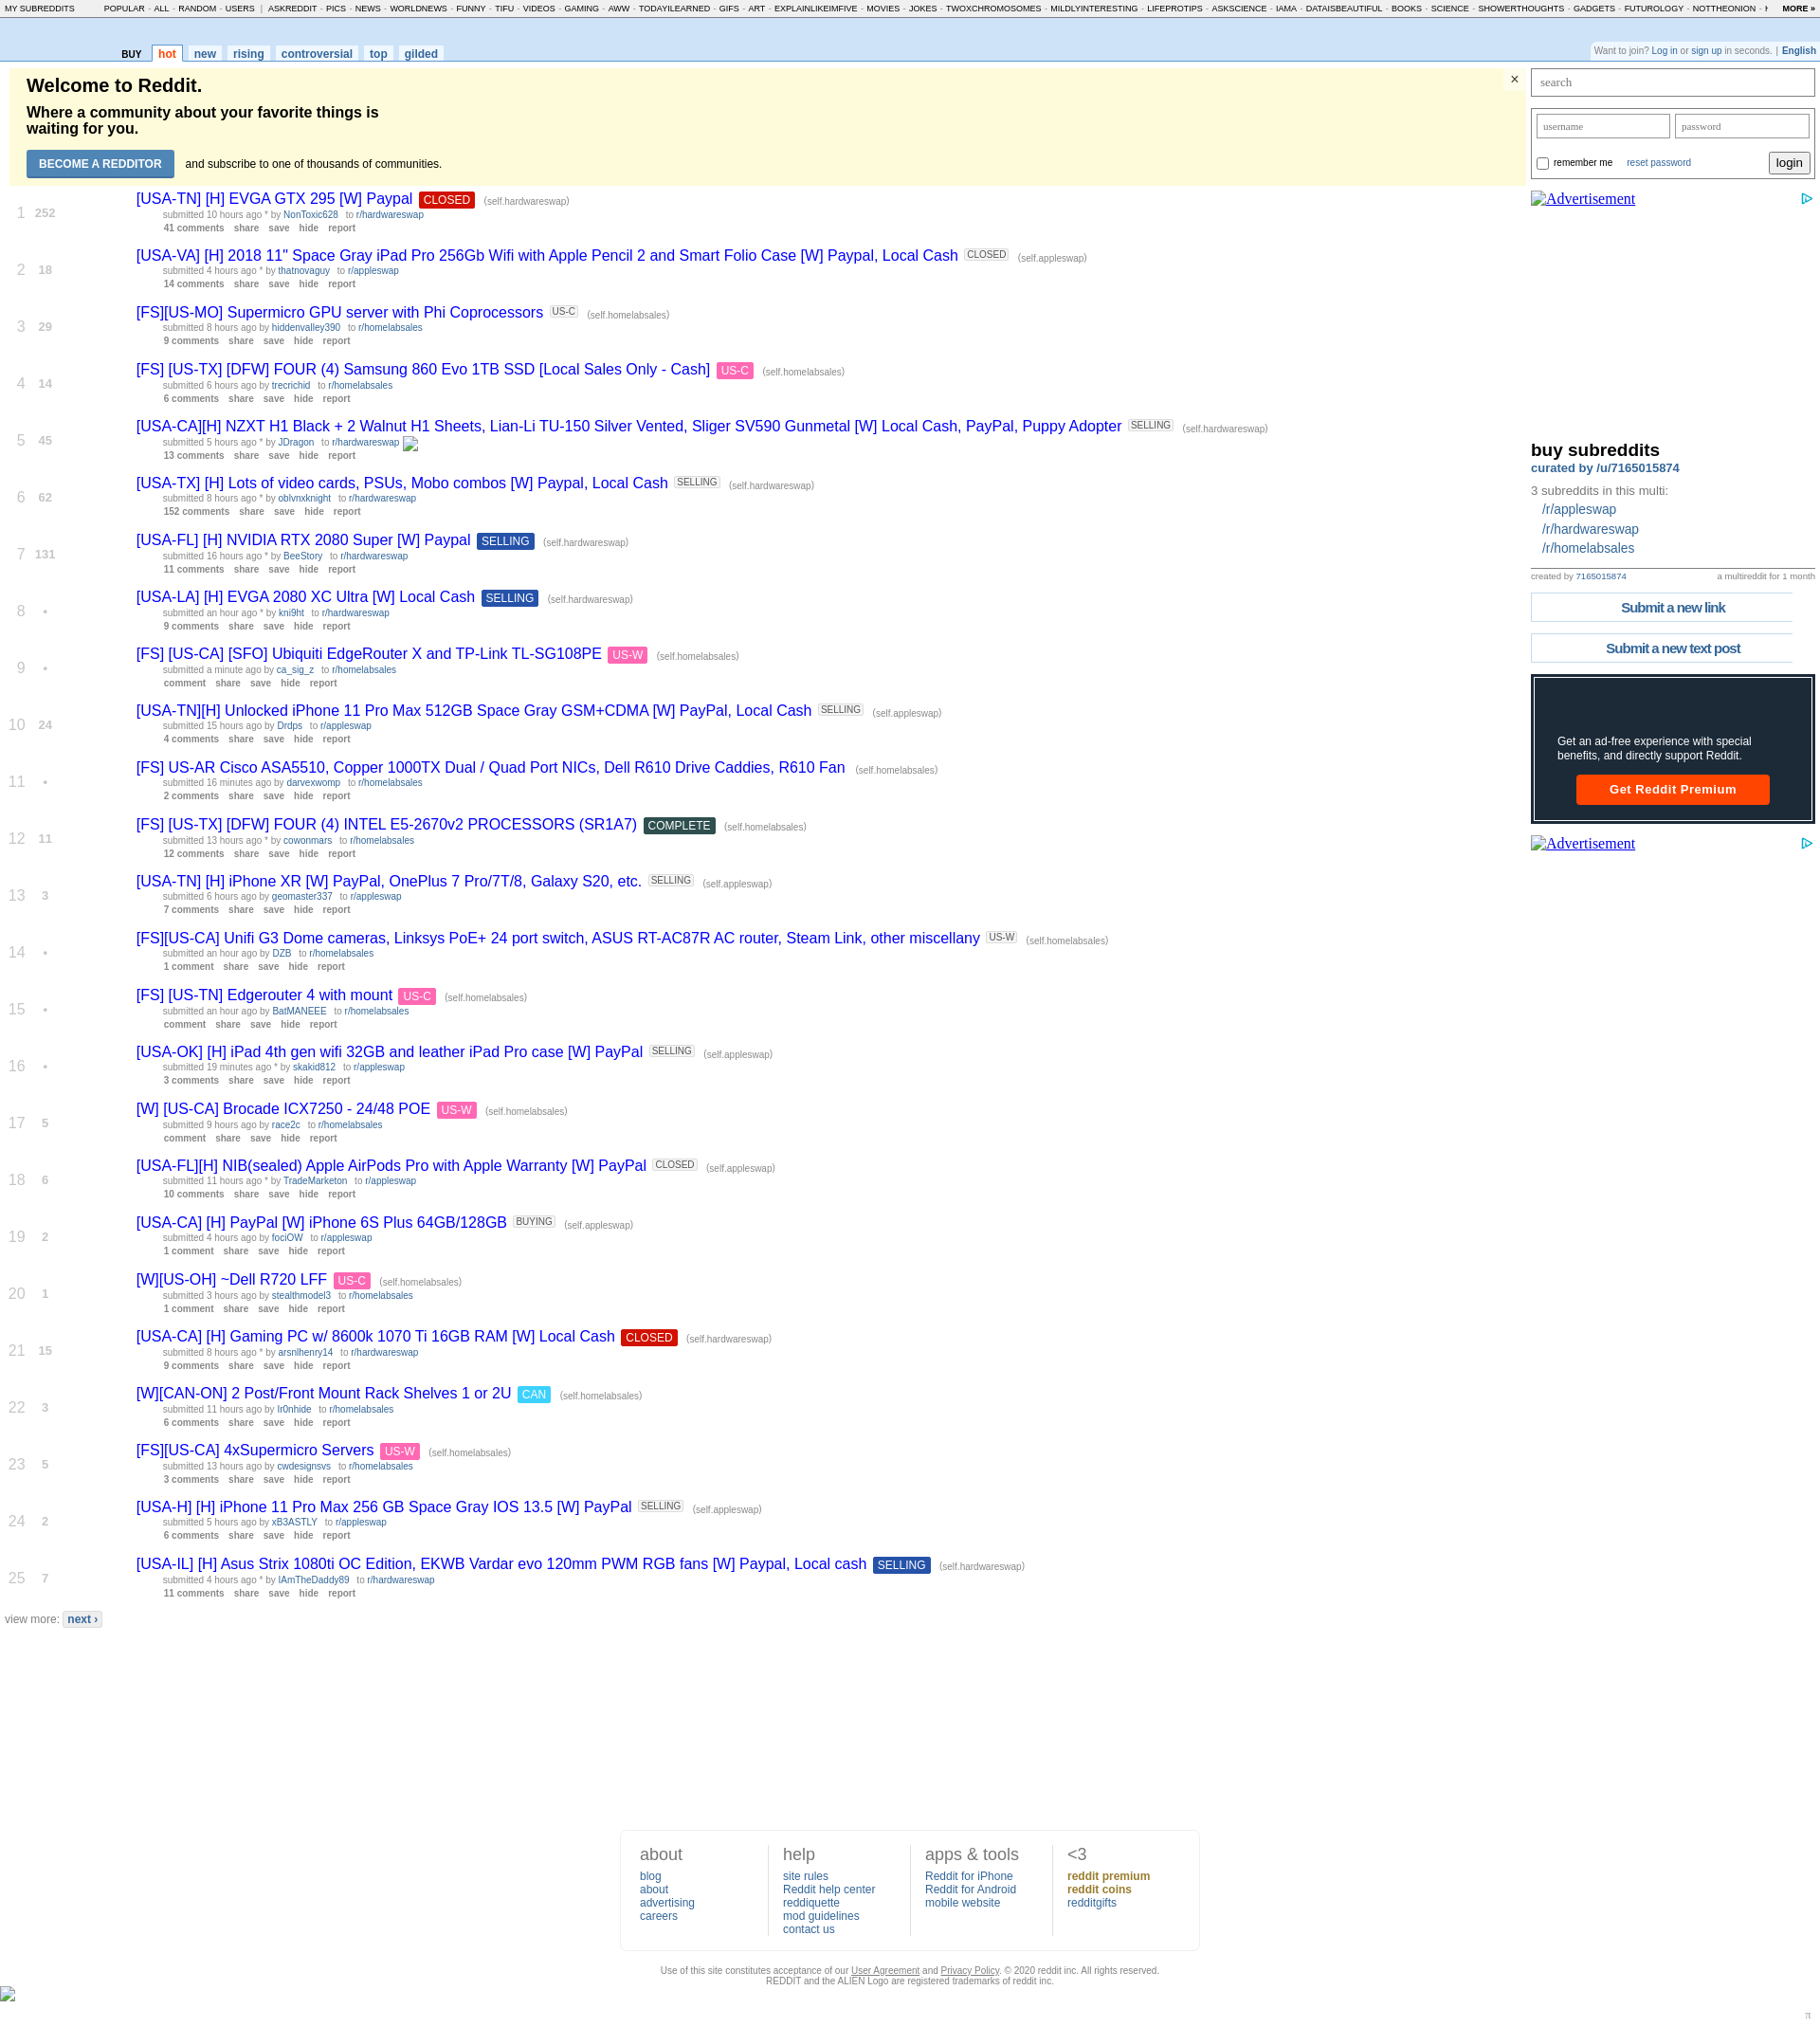 MY SUBREDDITS POPULAR - ALL - RANDOM - USERS | ASKREDDIT - PICS - NEWS - WORLDNEWS - FUNNY - TIFU - VIDEOS - GAMING - AWW - TODAYILEARNED - GIFS - ART - EXPLAINLIKEIMFIVE - MOVIES - JOKES - TWOXCHROMOSOMES - MILDLYINTERESTING - LIFEPROTIPS - ASKSCIENCE - IAMA - DATAISBEAUTIFUL - BOOKS - SCIENCE - SHOWERTHOUGHTS - GADGETS - FUTUROLOGY - NOTTHEONION - MORE »
BUY hot new rising controversial top gilded
Want to join? Log in or sign up in seconds. | English
Welcome to Reddit.
Where a community about your favorite things is
waiting for you.
BECOME A REDDITOR and subscribe to one of thousands of communities.
×
1 252 [USA-TN] [H] EVGA GTX 295 [W] Paypal CLOSED (self.hardwareswap)
submitted 10 hours ago * by NonToxic628 to r/hardwareswap
41 comments share save hide report
2 18 [USA-VA] [H] 2018 11" Space Gray iPad Pro 256Gb Wifi with Apple Pencil 2 and Smart Folio Case [W] Paypal, Local Cash CLOSED (self.appleswap)
submitted 4 hours ago * by thatnovaguy to r/appleswap
14 comments share save hide report
3 29 [FS][US-MO] Supermicro GPU server with Phi Coprocessors US-C (self.homelabsales)
submitted 8 hours ago by hiddenvalley390 to r/homelabsales
9 comments share save hide report
4 14 [FS] [US-TX] [DFW] FOUR (4) Samsung 860 Evo 1TB SSD [Local Sales Only - Cash] US-C (self.homelabsales)
submitted 6 hours ago by trecrichid to r/homelabsales
6 comments share save hide report
5 45 [USA-CA][H] NZXT H1 Black + 2 Walnut H1 Sheets, Lian-Li TU-150 Silver Vented, Sliger SV590 Gunmetal [W] Local Cash, PayPal, Puppy Adopter SELLING (self.hardwareswap)
submitted 5 hours ago * by JDragon to r/hardwareswap
13 comments share save hide report
6 62 [USA-TX] [H] Lots of video cards, PSUs, Mobo combos [W] Paypal, Local Cash SELLING (self.hardwareswap)
submitted 8 hours ago * by oblvnxknight to r/hardwareswap
152 comments share save hide report
7 131 [USA-FL] [H] NVIDIA RTX 2080 Super [W] Paypal SELLING (self.hardwareswap)
submitted 16 hours ago * by BeeStory to r/hardwareswap
11 comments share save hide report
8 • [USA-LA] [H] EVGA 2080 XC Ultra [W] Local Cash SELLING (self.hardwareswap)
submitted an hour ago * by kni9ht to r/hardwareswap
9 comments share save hide report
9 • [FS] [US-CA] [SFO] Ubiquiti EdgeRouter X and TP-Link TL-SG108PE US-W (self.homelabsales)
submitted a minute ago by ca_sig_z to r/homelabsales
comment share save hide report
10 24 [USA-TN][H] Unlocked iPhone 11 Pro Max 512GB Space Gray GSM+CDMA [W] PayPal, Local Cash SELLING (self.appleswap)
submitted 15 hours ago by Drdps to r/appleswap
4 comments share save hide report
11 • [FS] US-AR Cisco ASA5510, Copper 1000TX Dual / Quad Port NICs, Dell R610 Drive Caddies, R610 Fan (self.homelabsales)
submitted 16 minutes ago by darvexwomp to r/homelabsales
2 comments share save hide report
12 11 [FS] [US-TX] [DFW] FOUR (4) INTEL E5-2670v2 PROCESSORS (SR1A7) COMPLETE (self.homelabsales)
submitted 13 hours ago * by cowonmars to r/homelabsales
12 comments share save hide report
13 3 [USA-TN] [H] iPhone XR [W] PayPal, OnePlus 7 Pro/7T/8, Galaxy S20, etc. SELLING (self.appleswap)
submitted 6 hours ago by geomaster337 to r/appleswap
7 comments share save hide report
14 • [FS][US-CA] Unifi G3 Dome cameras, Linksys PoE+ 24 port switch, ASUS RT-AC87R AC router, Steam Link, other miscellany US-W (self.homelabsales)
submitted an hour ago by DZB to r/homelabsales
1 comment share save hide report
15 • [FS] [US-TN] Edgerouter 4 with mount US-C (self.homelabsales)
submitted an hour ago by BatMANEEE to r/homelabsales
comment share save hide report
16 • [USA-OK] [H] iPad 4th gen wifi 32GB and leather iPad Pro case [W] PayPal SELLING (self.appleswap)
submitted 19 minutes ago * by skakid812 to r/appleswap
3 comments share save hide report
17 5 [W] [US-CA] Brocade ICX7250 - 24/48 POE US-W (self.homelabsales)
submitted 9 hours ago by race2c to r/homelabsales
comment share save hide report
18 6 [USA-FL][H] NIB(sealed) Apple AirPods Pro with Apple Warranty [W] PayPal CLOSED (self.appleswap)
submitted 11 hours ago * by TradeMarketon to r/appleswap
10 comments share save hide report
19 2 [USA-CA] [H] PayPal [W] iPhone 6S Plus 64GB/128GB BUYING (self.appleswap)
submitted 4 hours ago by fociOW to r/appleswap
1 comment share save hide report
20 1 [W][US-OH] ~Dell R720 LFF US-C (self.homelabsales)
submitted 3 hours ago by stealthmodel3 to r/homelabsales
1 comment share save hide report
21 15 [USA-CA] [H] Gaming PC w/ 8600k 1070 Ti 16GB RAM [W] Local Cash CLOSED (self.hardwareswap)
submitted 8 hours ago * by arsnlhenry14 to r/hardwareswap
9 comments share save hide report
22 3 [W][CAN-ON] 2 Post/Front Mount Rack Shelves 1 or 2U CAN (self.homelabsales)
submitted 11 hours ago by Ir0nhide to r/homelabsales
6 comments share save hide report
23 5 [FS][US-CA] 4xSupermicro Servers US-W (self.homelabsales)
submitted 13 hours ago by cwdesignsvs to r/homelabsales
3 comments share save hide report
24 2 [USA-H] [H] iPhone 11 Pro Max 256 GB Space Gray IOS 13.5 [W] PayPal SELLING (self.appleswap)
submitted 5 hours ago by xB3ASTLY to r/appleswap
6 comments share save hide report
25 7 [USA-IL] [H] Asus Strix 1080ti OC Edition, EKWB Vardar evo 120mm PWM RGB fans [W] Paypal, Local cash SELLING (self.hardwareswap)
submitted 4 hours ago * by IAmTheDaddy89 to r/hardwareswap
11 comments share save hide report
view more: next ›
search
username password
remember me reset password login
Advertisement
buy subreddits
curated by /u/7165015874
3 subreddits in this multi:
/r/appleswap
/r/hardwareswap
/r/homelabsales
created by 7165015874 a multireddit for 1 month
Submit a new link
Submit a new text post
Get an ad-free experience with special
benefits, and directly support Reddit.
Get Reddit Premium
Advertisement
about
blog
about
advertising
careers
help
site rules
Reddit help center
reddiquette
mod guidelines
contact us
apps & tools
Reddit for iPhone
Reddit for Android
mobile website
<3
reddit premium
reddit coins
redditgifts
Use of this site constitutes acceptance of our User Agreement and Privacy Policy. © 2020 reddit inc. All rights reserved.
REDDIT and the ALIEN Logo are registered trademarks of reddit inc.
π